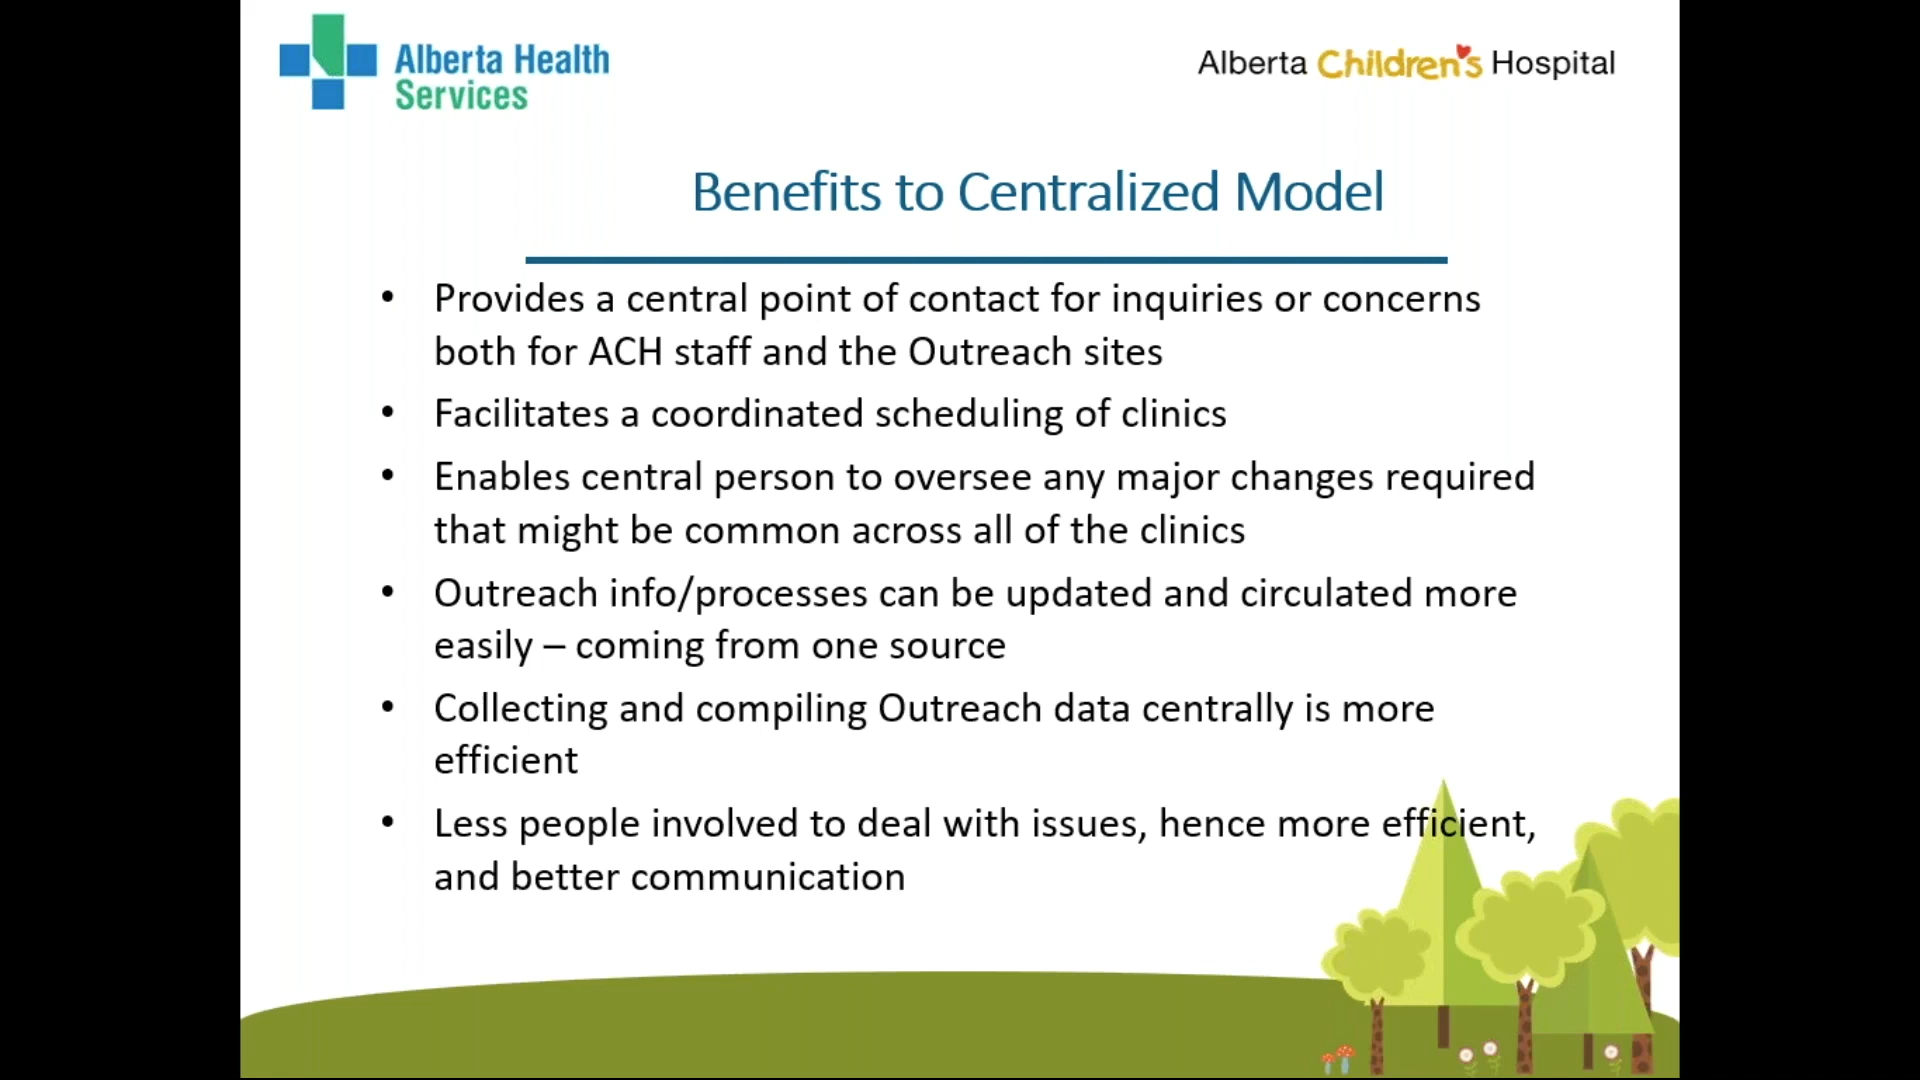 Alberta Health
Services
Alberta Children's Hospital
Benefits to Centralized Model
• Provides a central point of contact for inquiries or concerns
both for ACH staff and the Outreach sites
• Facilitates a coordinated scheduling of clinics
• Enables central person to oversee any major changes required
that might be common across all of the clinics
• Outreach info/processes can be updated and circulated more
easily – coming from one source
• Collecting and compiling Outreach data centrally is more
efficient
• Less people involved to deal with issues, hence more efficient,
and better communication